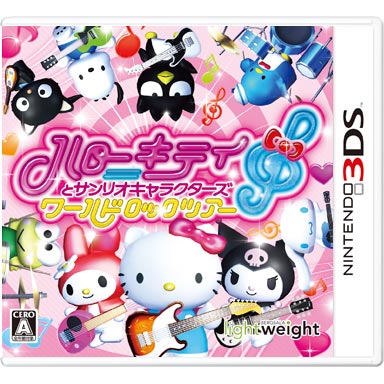 ハローキティ
とサンリオキャラクターズ
ワールドロックツアー
NINTENDO 3DS
CERO
A
ZEROSALA
lightweight